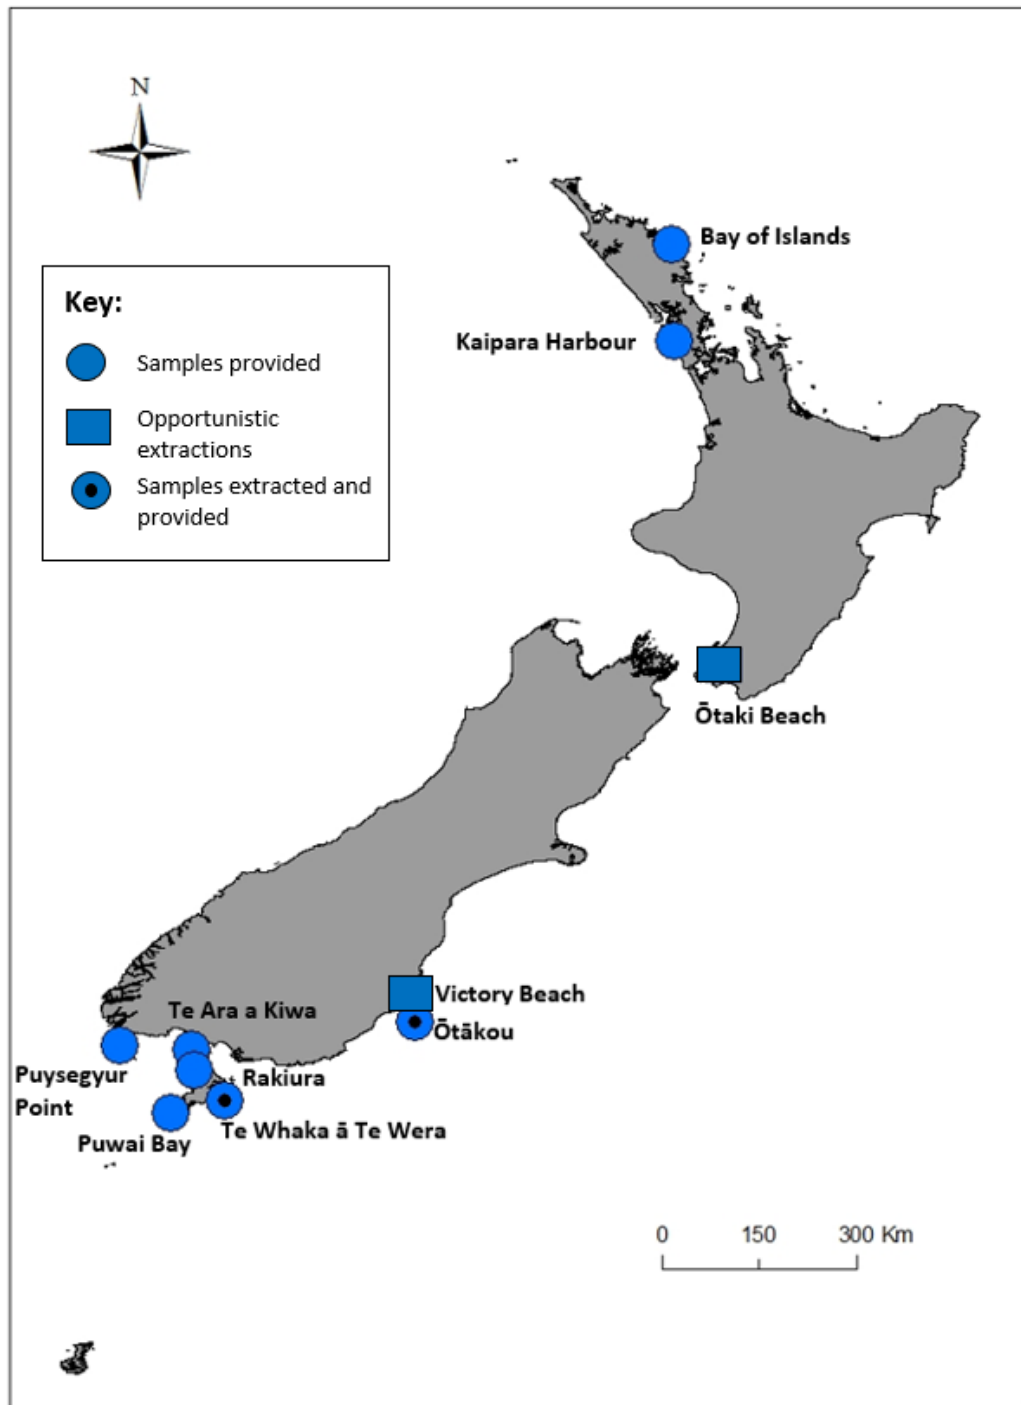 N
Bay of Islands
Kaipara Harbour
Key:
Samples provided
Opportunistic
extractions
Samples extracted and
provided
Ōtaki Beach
Victory Beach
Te Ara a Kiwa
Ōtākou
Puysegyur
Point
Rakiura
Te Whaka ā Te Wera
Puwai Bay
0 150 300 Km